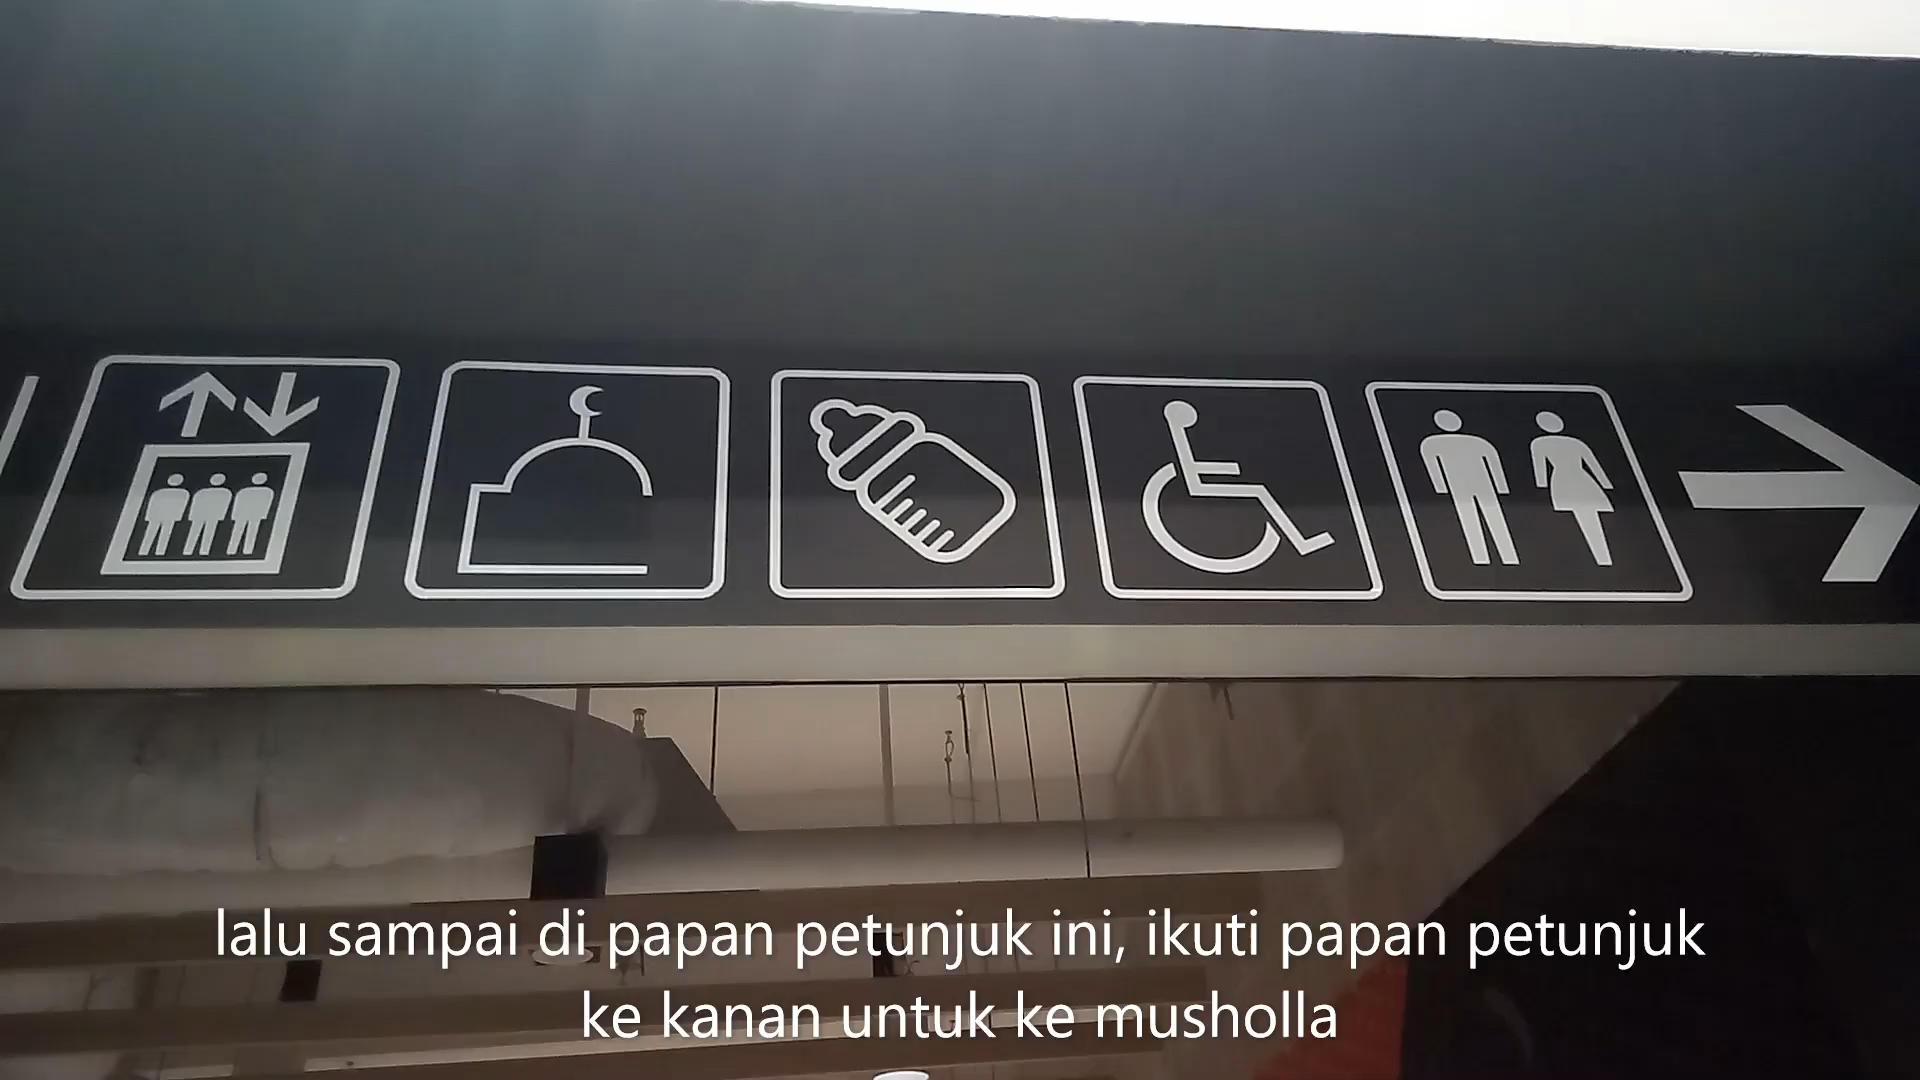 lalu sampai di papan petunjuk ini, ikuti papan petunjuk
ke kanan untuk ke musholla